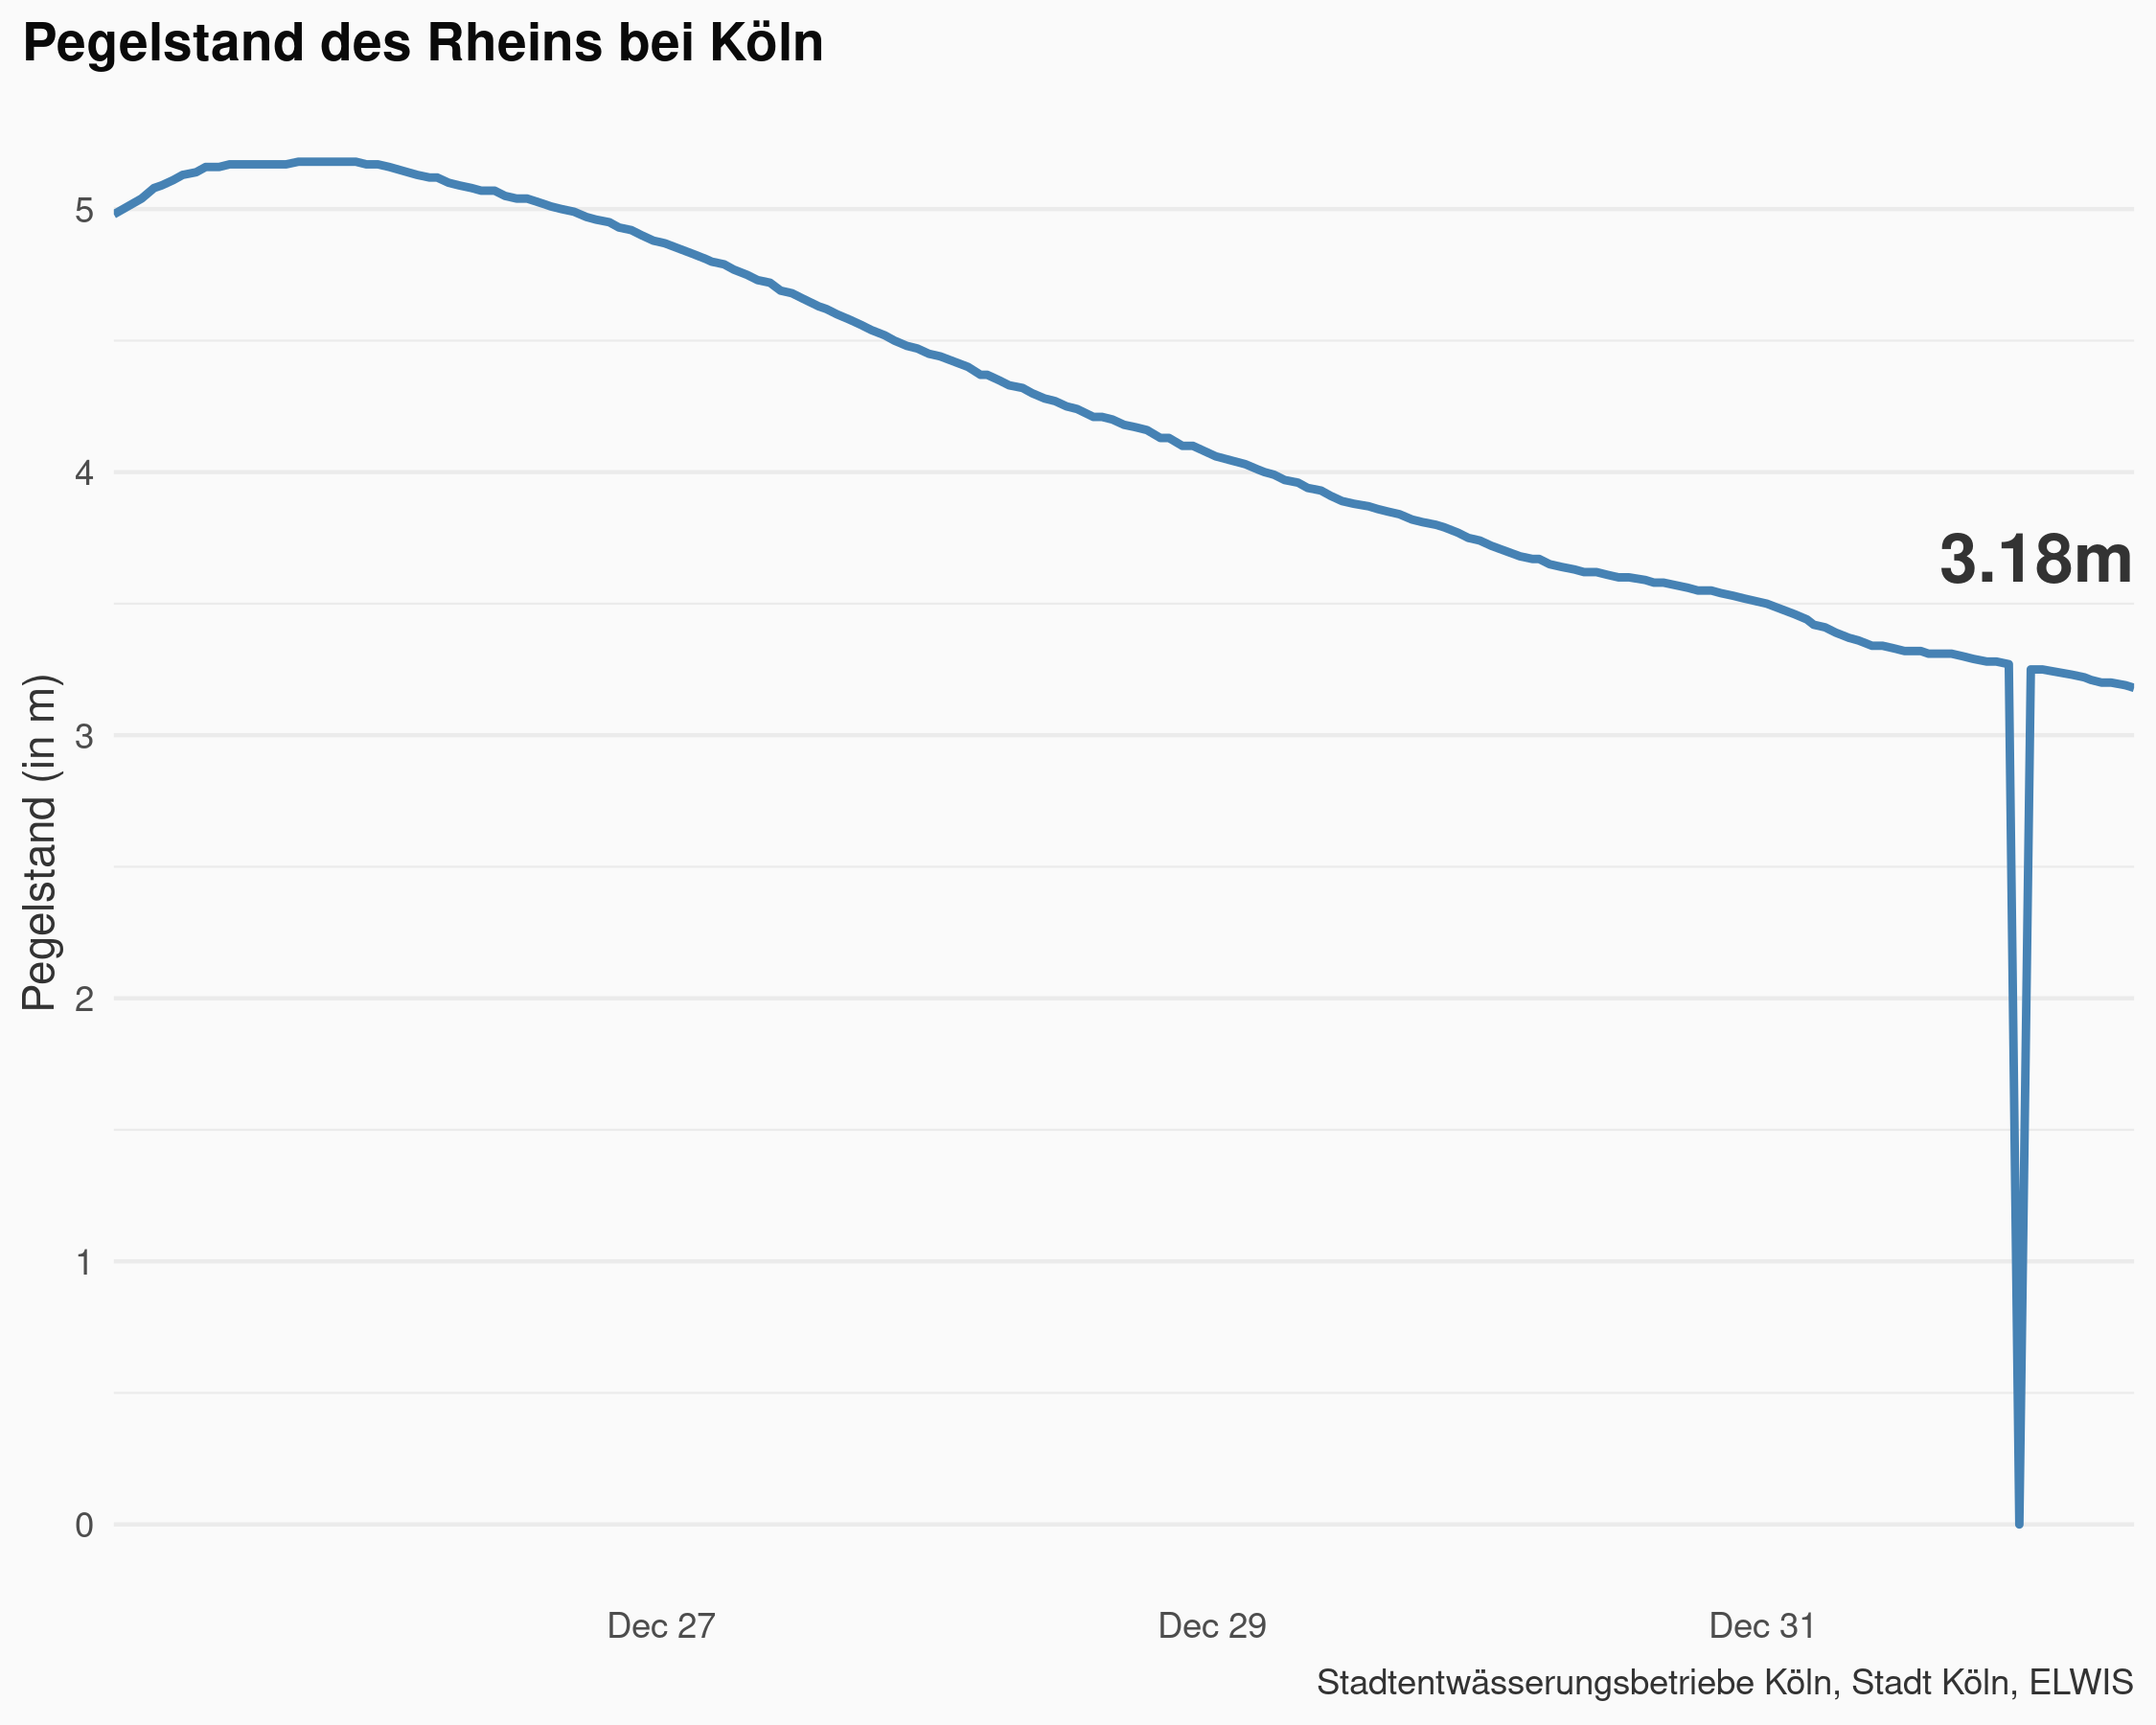 Pegelstand des Rheins bei Köln
Pegelstand (in m)
5
4
3
2
1
0
3.18m
Dec 27
Dec 29
Dec 31
Stadtentwässerungsbetriebe Köln, Stadt Köln, ELWIS